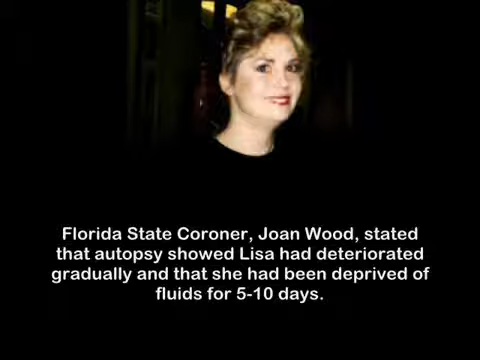 Florida State Coroner, Joan Wood, stated
that autopsy showed Lisa had deteriorated
gradually and that she had been deprived of
fluids for 5-10 days.